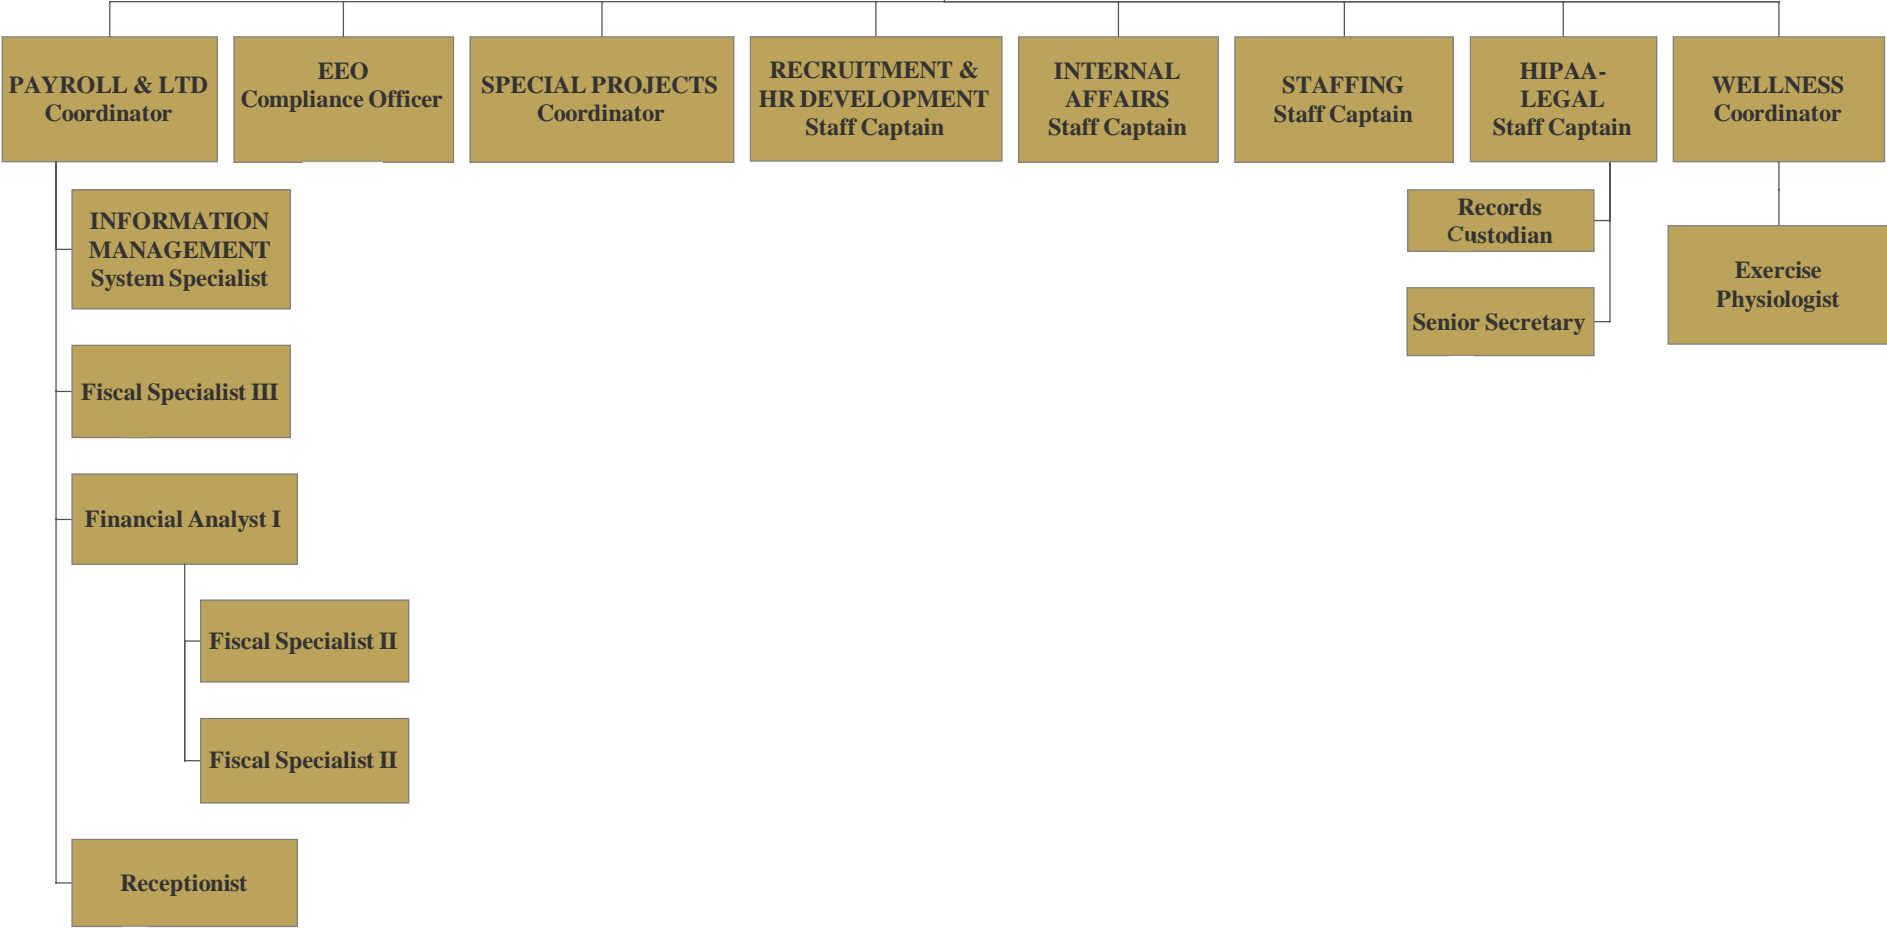 PAYROLL & LTD
Coordinator
EEO
Compliance Officer
SPECIAL PROJECTS
Coordinator
RECRUITMENT &
HR DEVELOPMENT
Staff Captain
INTERNAL
AFFAIRS
Staff Captain
STAFFING
Staff Captain
HIPAA-
LEGAL
Staff Captain
WELLNESS
Coordinator
INFORMATION
MANAGEMENT
System Specialist
Fiscal Specialist III
Financial Analyst I
Fiscal Specialist II
Fiscal Specialist II
Receptionist
Records
Custodian
Senior Secretary
Exercise
Physiologist